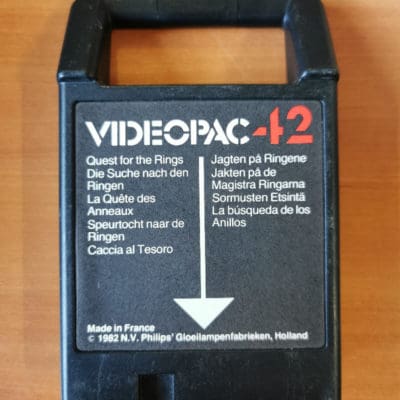 VIDEOPAC 42
Quest for the Rings
Die Suche nach den
Ringen
La Quête des
Anneaux
Speurtocht naar de
Ringen
Caccia al Tesoro
Jagten på Ringene
Jakten på de
Magistra Ringarna
Sormusten Etsintä
La búsqueda de los
Anillos
Made in France
© 1982 N.V. Philips' Gloeilampenfabrieken, Holland